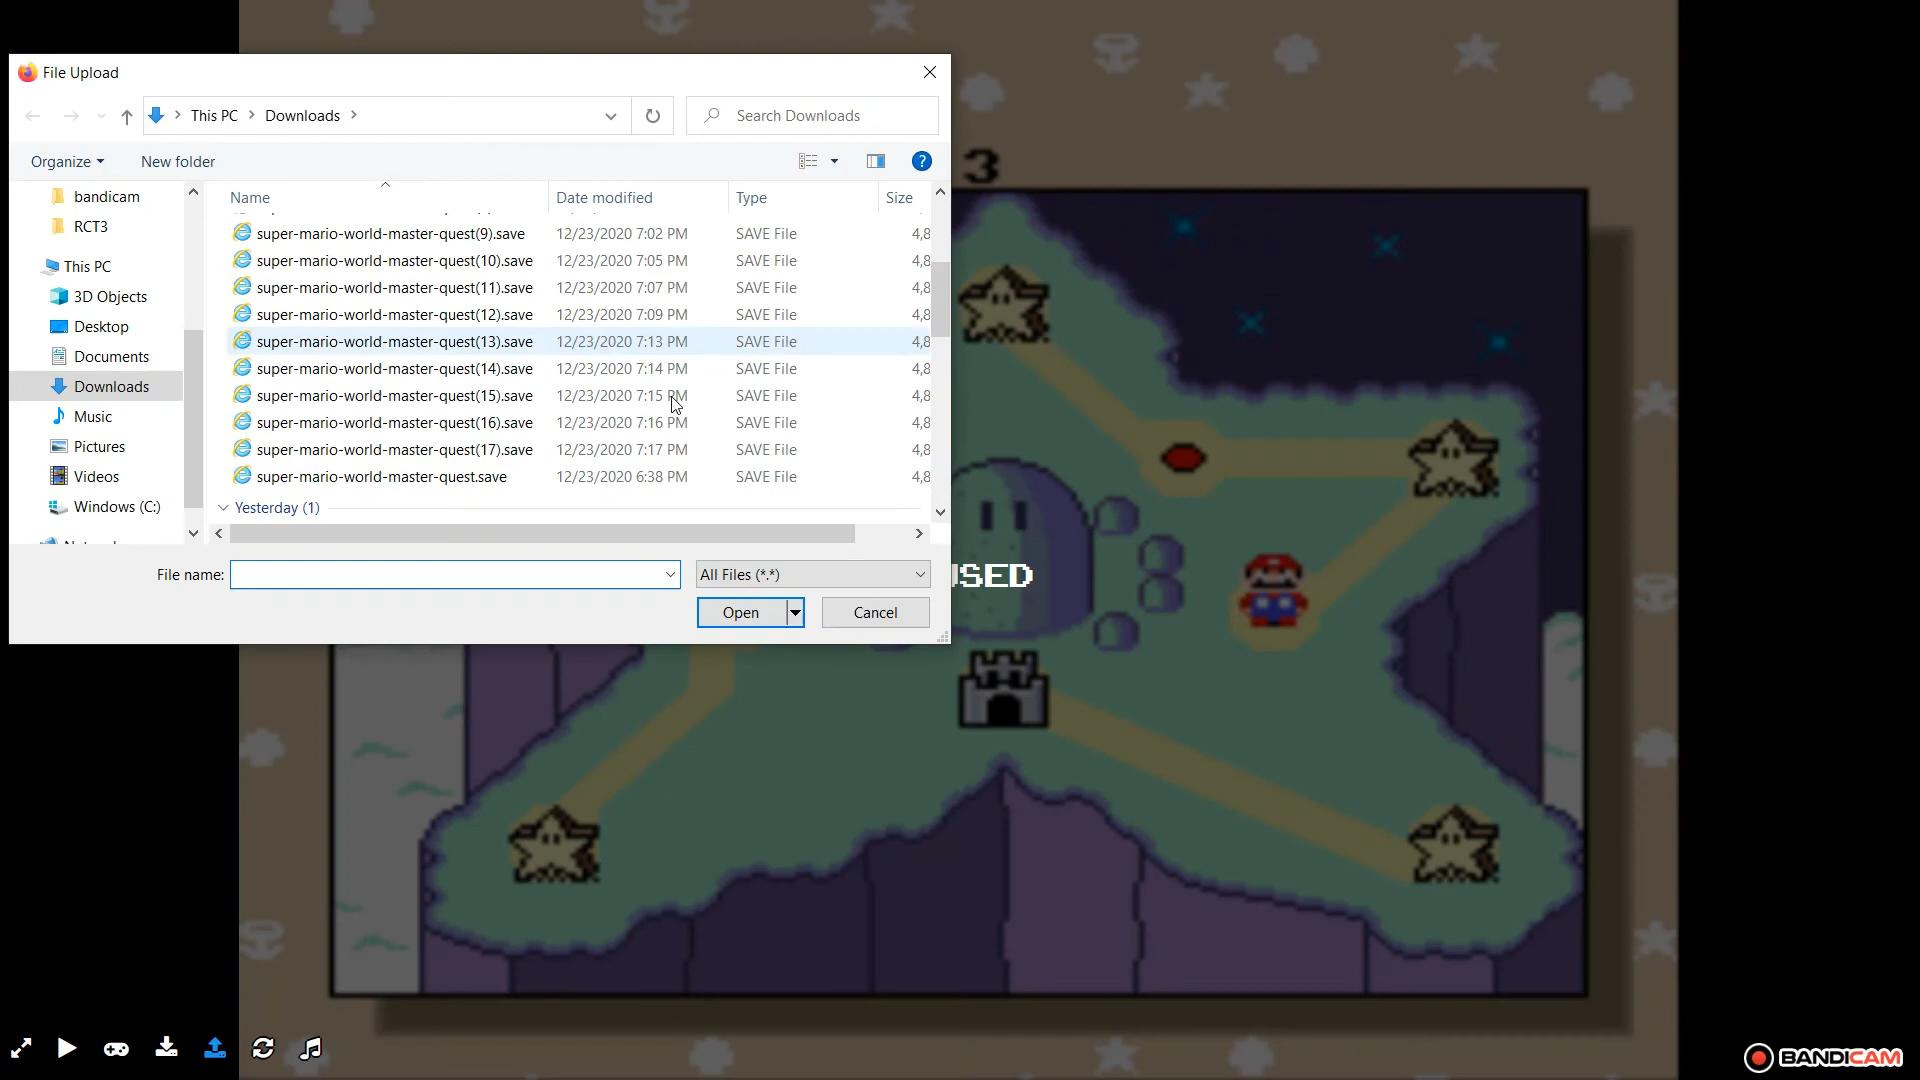 File Upload
This PC
Downloads
Search Downloads
Organize
New folder
?
bandicam
RCT3
This PC
3D Objects
Desktop
Documents
Downloads
Music
Pictures
Videos
Windows (C:)
Name Date modified Type Size
super-mario-world-master-quest(9).save 12/23/2020 7:02 PM SAVE File 4,8
super-mario-world-master-quest(10).save 12/23/2020 7:05 PM SAVE File 4,8
super-mario-world-master-quest(11).save 12/23/2020 7:07 PM SAVE File 4,8
super-mario-world-master-quest(12).save 12/23/2020 7:09 PM SAVE File 4,8
super-mario-world-master-quest(13).save 12/23/2020 7:13 PM SAVE File 4,8
super-mario-world-master-quest(14).save 12/23/2020 7:14 PM SAVE File 4,8
super-mario-world-master-quest(15).save 12/23/2020 7:15 PM SAVE File 4,8
super-mario-world-master-quest(16).save 12/23/2020 7:16 PM SAVE File 4,8
super-mario-world-master-quest(17).save 12/23/2020 7:17 PM SAVE File 4,8
super-mario-world-master-quest.save 12/23/2020 6:38 PM SAVE File 4,8
Yesterday (1)
File name:
All Files (*.*)
Open
Cancel
3
USED
BANDICAM